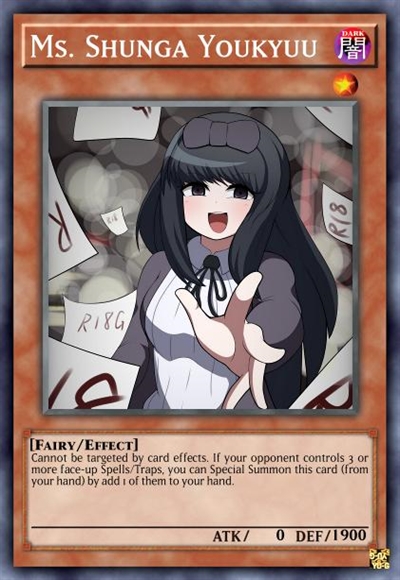 Ms. Shunga Youkyuu
DARK
闇
R18
R18
R
R18G
R
[Fairy/Effect]
Cannot be targeted by card effects. If your opponent controls 3 or
more face-up Spells/Traps, you can Special Summon this card (from
your hand) by add 1 of them to your hand.
ATK/ 0 DEF/1900